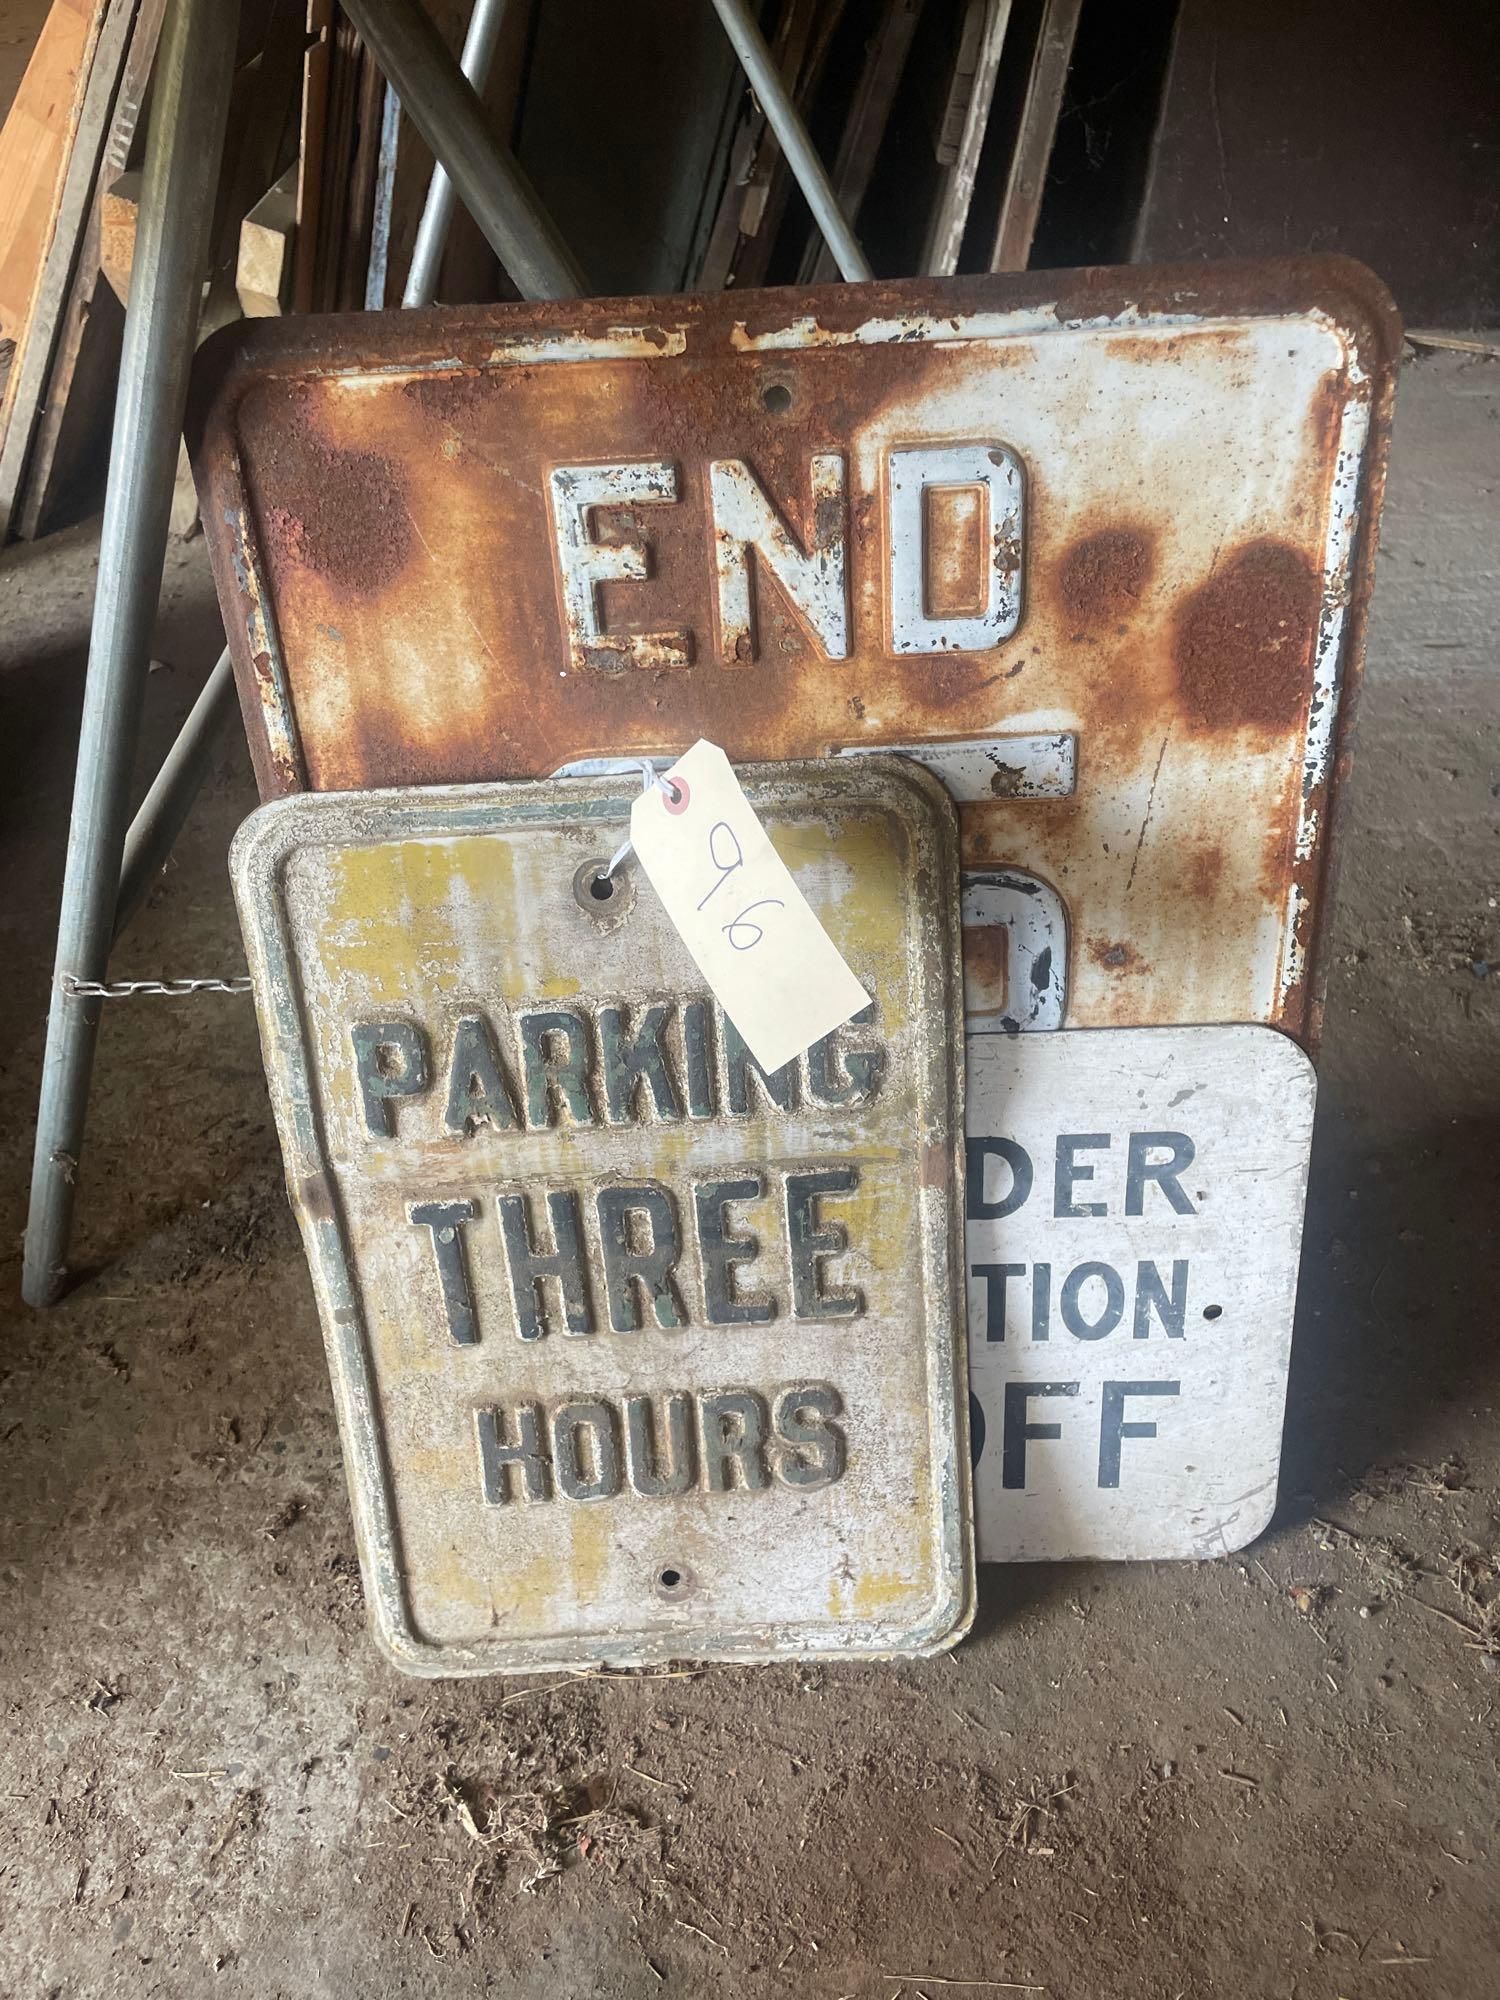 END
96
PARKING
THREE
HOURS
DER
TION
OFF